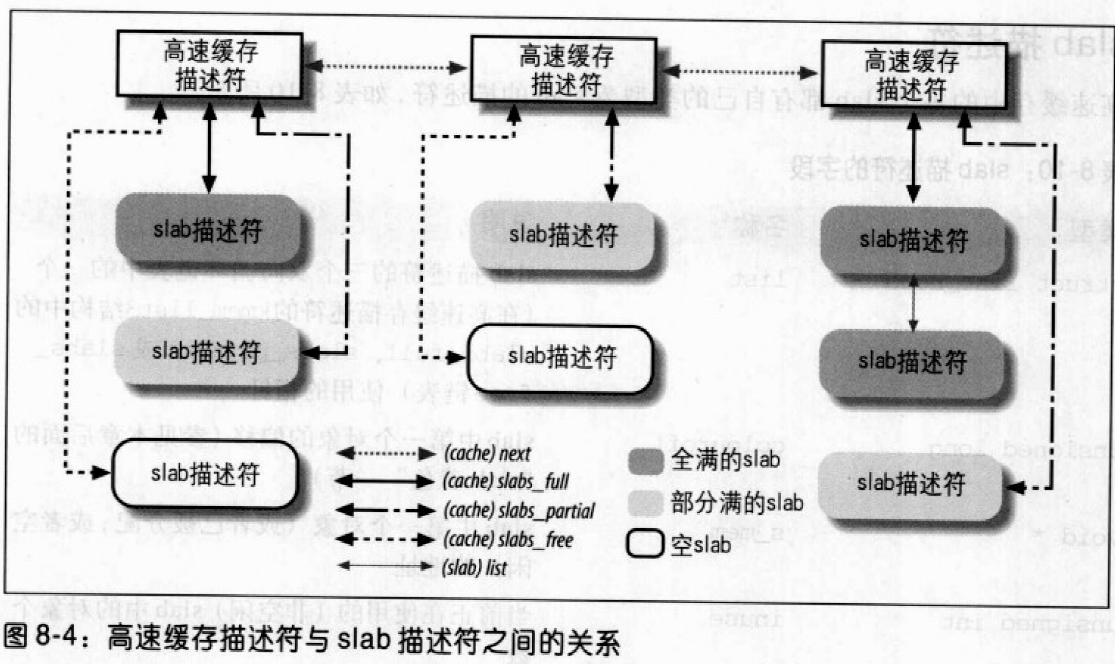 高速缓存
描述符
高速缓存
描述符
高速缓存
描述符
slab描述符
slab描述符
slab描述符
slab描述符
slab描述符
slab描述符
slab描述符
slab描述符
(cache) next
(cache) slabs_full
(cache) slabs_partial
(cache) slabs_free
(slab) list
全满的slab
部分满的slab
空slab
图 8-4：高速缓存描述符与 slab 描述符之间的关系